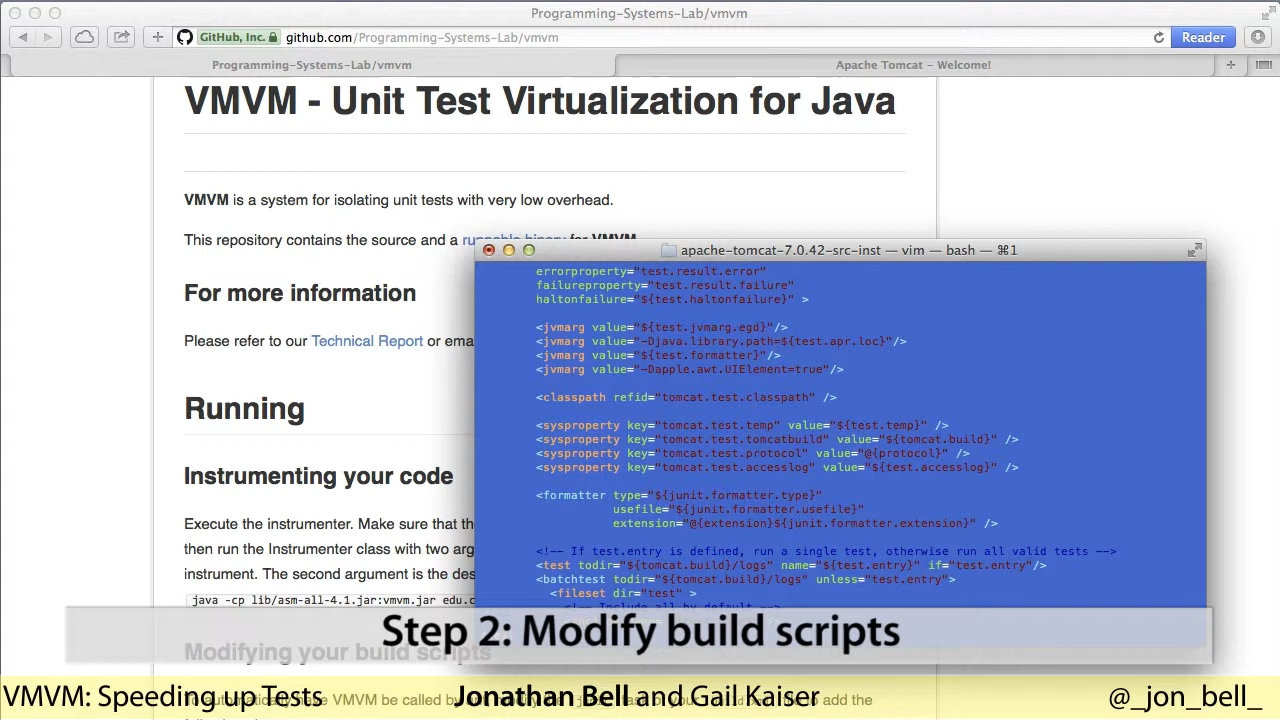 Programming-Systems-Lab/vmvm
GitHub, Inc. github.com/Programming-Systems-Lab/vmvm Reader
Programming-Systems-Lab/vmvm Apache Tomcat – Welcome!
VMVM - Unit Test Virtualization for Java
VMVM is a system for isolating unit tests with very low overhead.
This repository contains the source and a runnable binary for VMVM
For more information
Please refer to our Technical Report or ema
Running
Instrumenting your code
Execute the instrumenter. Make sure that the
then run the Instrumenter class with two arg
instrument. The second argument is the des
java -cp lib/asm-all-4.1.jar:vmvm.jar edu.c
Modifying your build scripts
apache-tomcat-7.0.42-src-inst — vim — bash — ⌘1
errorproperty="test.result.error"
failureproperty="test.result.failure"
haltonfailure="${test.haltonfailure}" >
<jvmarg value="${test.jvmarg.egd}"/>
<jvmarg value="-Djava.library.path=${test.apr.loc}"/>
<jvmarg value="${test.formatter}"/>
<jvmarg value="-Dapple.awt.UIElement=true"/>
<classpath refid="tomcat.test.classpath" />
<sysproperty key="tomcat.test.temp" value="${test.temp}" />
<sysproperty key="tomcat.test.tomcatbuild" value="${tomcat.build}" />
<sysproperty key="tomcat.test.protocol" value="@{protocol}" />
<sysproperty key="tomcat.test.accesslog" value="${test.accesslog}" />
<formatter type="${junit.formatter.type}"
usefile="${junit.formatter.usefile}"
extension="@{extension}${junit.formatter.extension}" />
<!-- If test.entry is defined, run a single test, otherwise run all valid tests -->
<test todir="${tomcat.build}/logs" name="${test.entry}" if="test.entry"/>
<batchtest todir="${tomcat.build}/logs" unless="test.entry">
<fileset dir="test" >
<!-- Include all by default -->
Step 2: Modify build scripts
VMVM: Speeding up Tests Jonathan Bell and Gail Kaiser @_jon_bell_